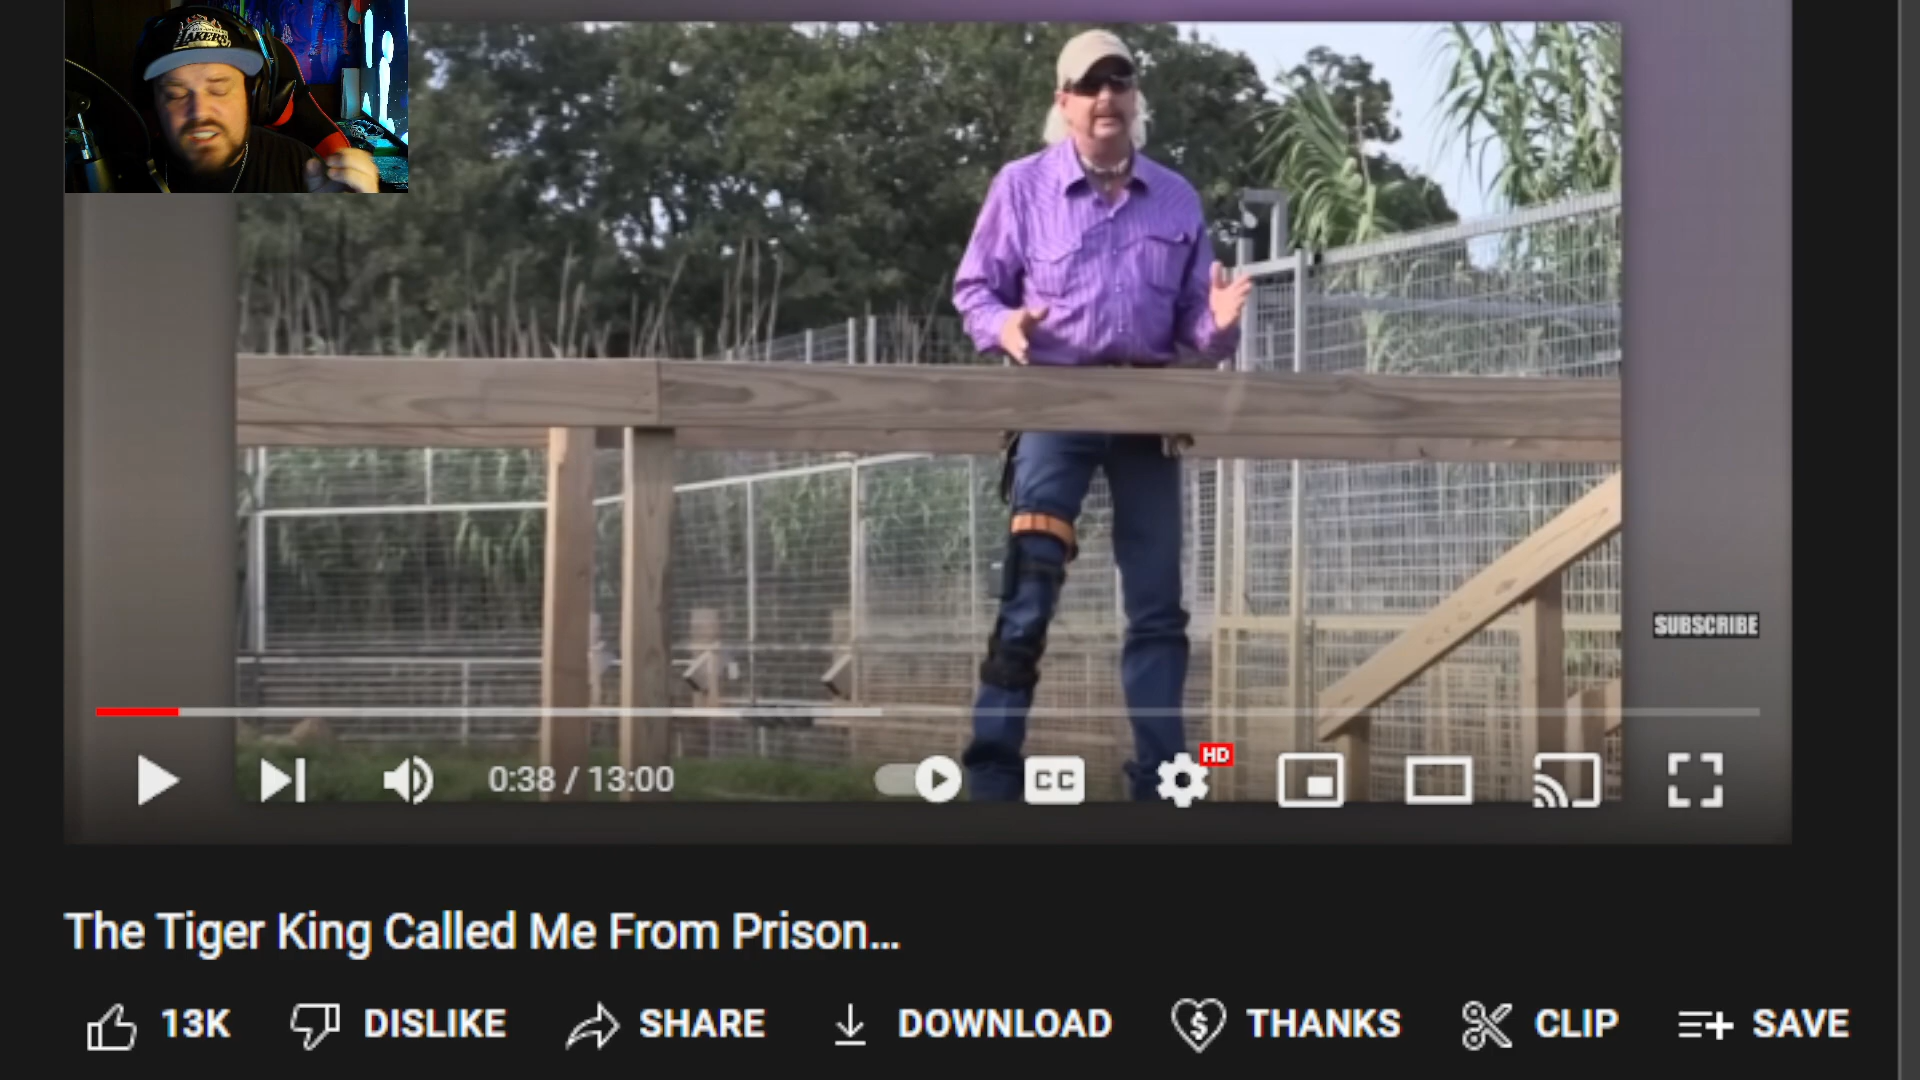 LAKERS
SUBSCRIBE
HD
0:38 / 13:00
CC
The Tiger King Called Me From Prison...
13K DISLIKE SHARE DOWNLOAD THANKS CLIP SAVE